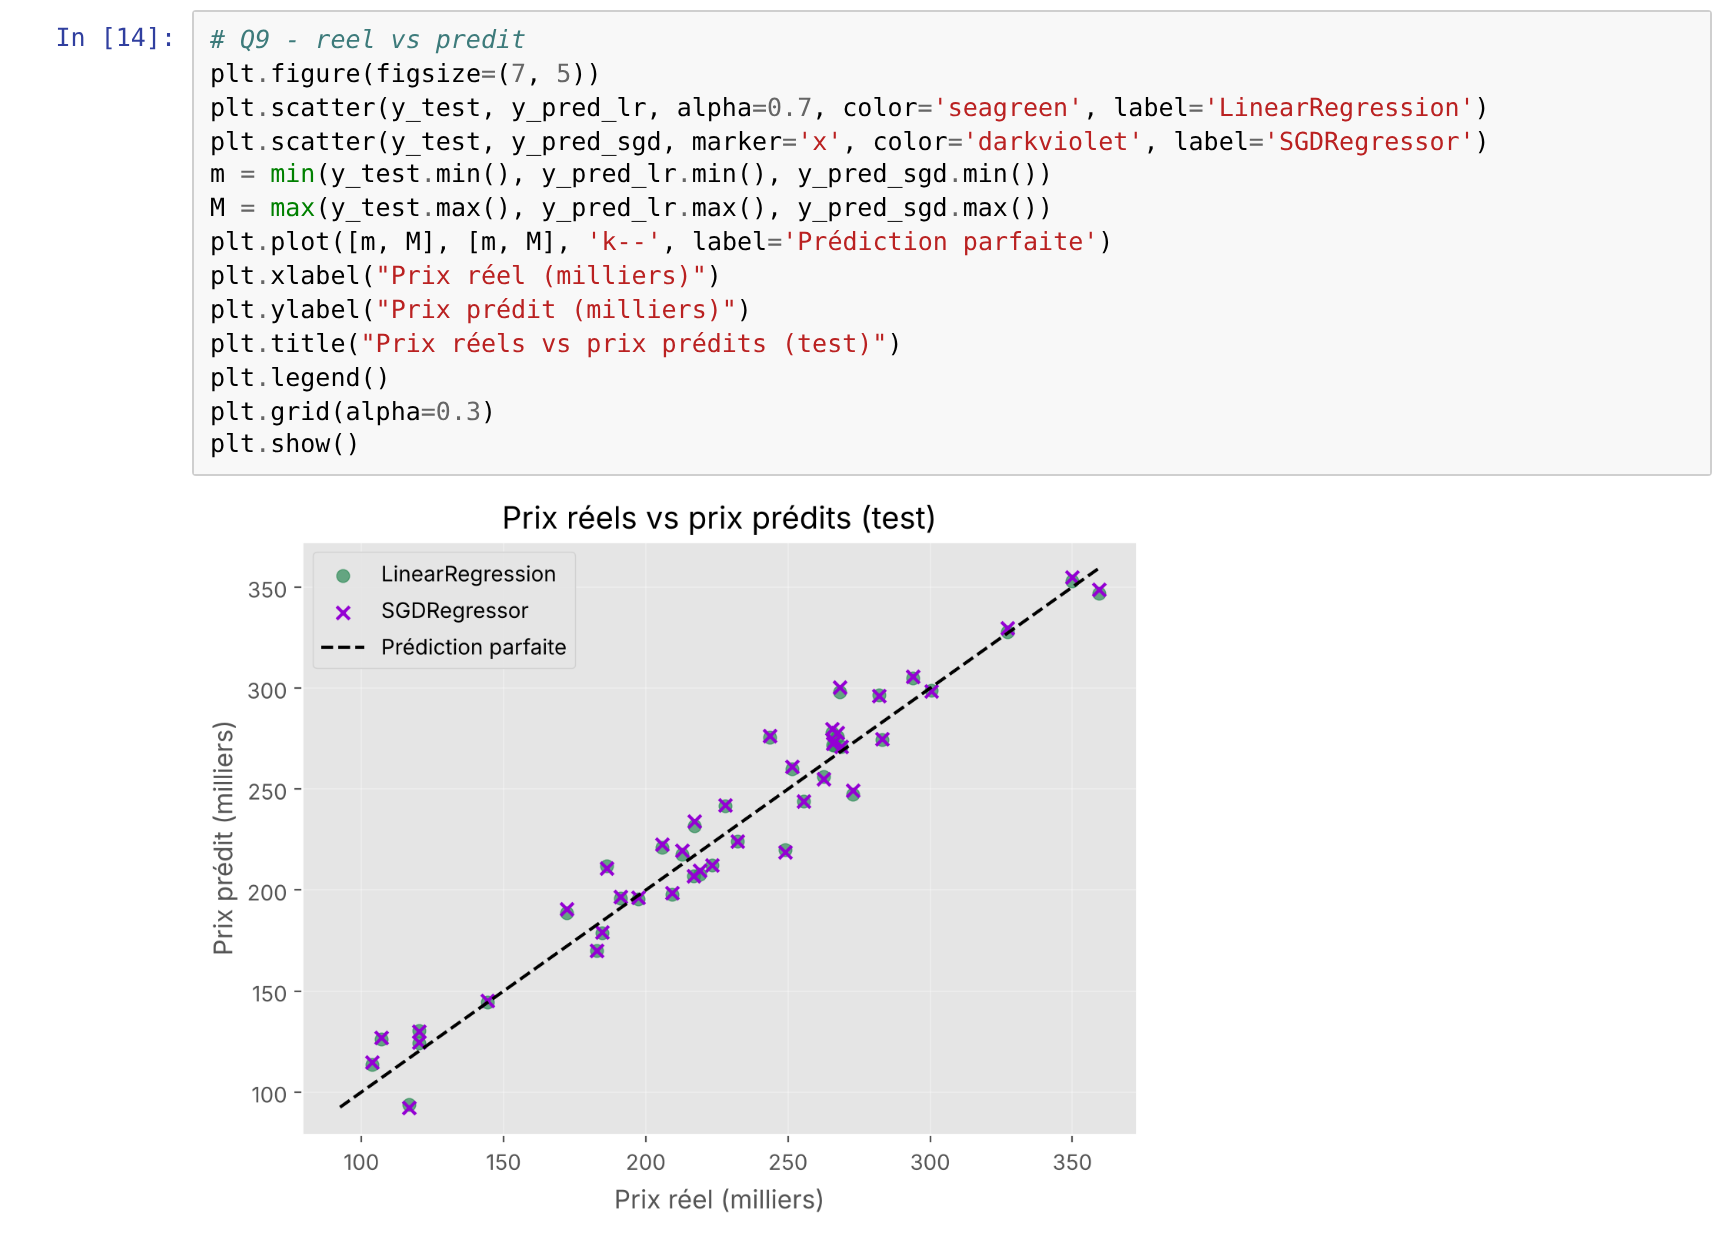 In [14]:
# Q9 - reel vs predit
plt.figure(figsize=(7, 5))
plt.scatter(y_test, y_pred_lr, alpha=0.7, color='seagreen', label='LinearRegression')
plt.scatter(y_test, y_pred_sgd, marker='x', color='darkviolet', label='SGDRegressor')
m = min(y_test.min(), y_pred_lr.min(), y_pred_sgd.min())
M = max(y_test.max(), y_pred_lr.max(), y_pred_sgd.max())
plt.plot([m, M], [m, M], 'k--', label='Prédiction parfaite')
plt.xlabel("Prix réel (milliers)")
plt.ylabel("Prix prédit (milliers)")
plt.title("Prix réels vs prix prédits (test)")
plt.legend()
plt.grid(alpha=0.3)
plt.show()
Prix réels vs prix prédits (test)
LinearRegression
SGDRegressor
Prédiction parfaite
Prix prédit (milliers)
350
300
250
200
150
100
100 150 200 250 300 350
Prix réel (milliers)